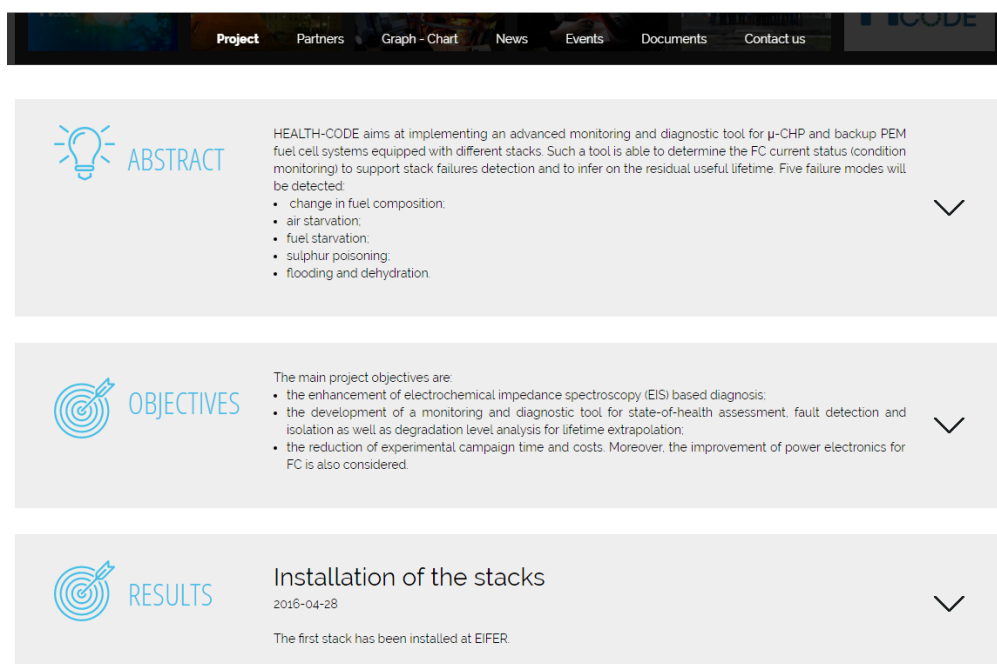 CODE
Project Partners Graph - Chart News Events Documents Contact us
ABSTRACT
HEALTH-CODE aims at implementing an advanced monitoring and diagnostic tool for µ-CHP and backup PEM
fuel cell systems equipped with different stacks. Such a tool is able to determine the FC current status (condition
monitoring) to support stack failures detection and to infer on the residual useful lifetime. Five failure modes will
be detected:
• change in fuel composition;
• air starvation;
• fuel starvation;
• sulphur poisoning;
• flooding and dehydration.
OBJECTIVES
The main project objectives are:
• the enhancement of electrochemical impedance spectroscopy (EIS) based diagnosis;
• the development of a monitoring and diagnostic tool for state-of-health assessment, fault detection and
isolation as well as degradation level analysis for lifetime extrapolation;
• the reduction of experimental campaign time and costs. Moreover, the improvement of power electronics for
FC is also considered.
RESULTS
Installation of the stacks
2016-04-28
The first stack has been installed at EIFER.